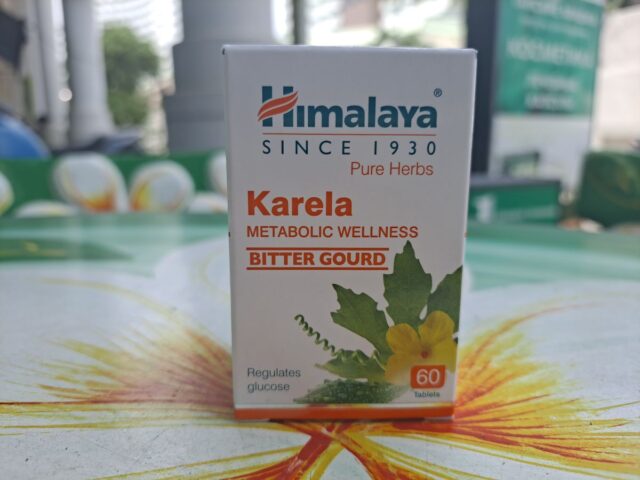 Himalaya®
SINCE 1930
Pure Herbs
Karela
METABOLIC WELLNESS
BITTER GOURD
Regulates
glucose
60
Tablets